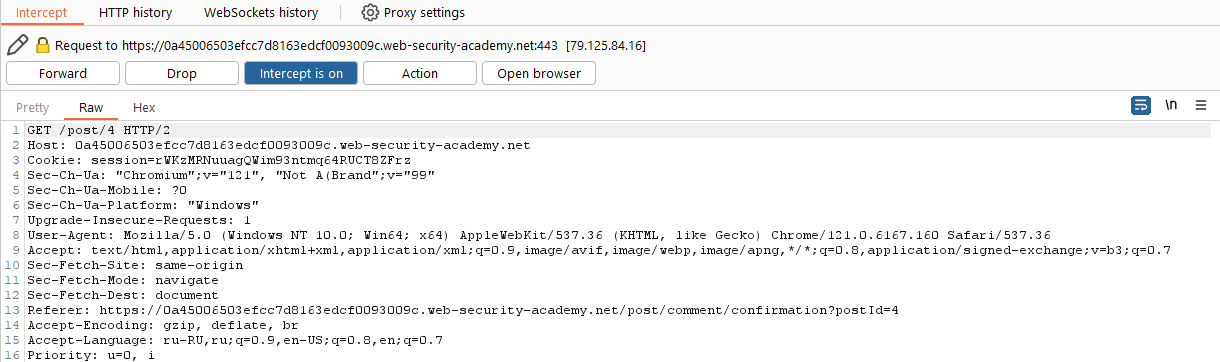 Intercept HTTP history WebSockets history Proxy settings
Request to https://0a45006503efcc7d8163edcf0093009c.web-security-academy.net:443 [79.125.84.16]
Forward Drop Intercept is on Action Open browser
Pretty Raw Hex \n
1 GET /post/4 HTTP/2
2 Host: 0a45006503efcc7d8163edcf0093009c.web-security-academy.net
3 Cookie: session=rWKzMRNuuagQWim93ntmq64RUCT8ZFrz
4 Sec-Ch-Ua: "Chromium";v="121", "Not A(Brand";v="99"
5 Sec-Ch-Ua-Mobile: ?0
6 Sec-Ch-Ua-Platform: "Windows"
7 Upgrade-Insecure-Requests: 1
8 User-Agent: Mozilla/5.0 (Windows NT 10.0; Win64; x64) AppleWebKit/537.36 (KHTML, like Gecko) Chrome/121.0.6167.160 Safari/537.36
9 Accept: text/html,application/xhtml+xml,application/xml;q=0.9,image/avif,image/webp,image/apng,*/*;q=0.8,application/signed-exchange;v=b3;q=0.7
10 Sec-Fetch-Site: same-origin
11 Sec-Fetch-Mode: navigate
12 Sec-Fetch-Dest: document
13 Referer: https://0a45006503efcc7d8163edcf0093009c.web-security-academy.net/post/comment/confirmation?postId=4
14 Accept-Encoding: gzip, deflate, br
15 Accept-Language: ru-RU,ru;q=0.9,en-US;q=0.8,en;q=0.7
16 Priority: u=0, i